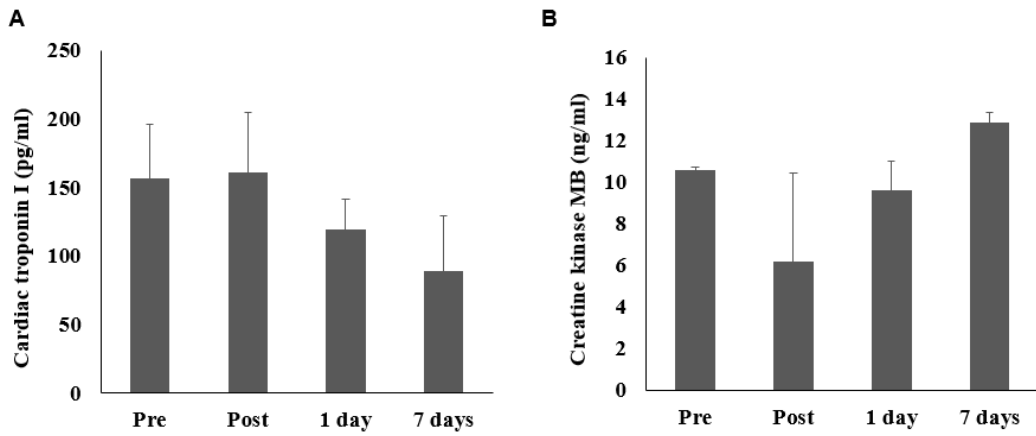 A
Cardiac troponin I (pg/ml)
250
200
150
100
50
0
Pre Post 1 day 7 days
B
Creatine kinase MB (ng/ml)
16
14
12
10
8
6
4
2
0
Pre Post 1 day 7 days